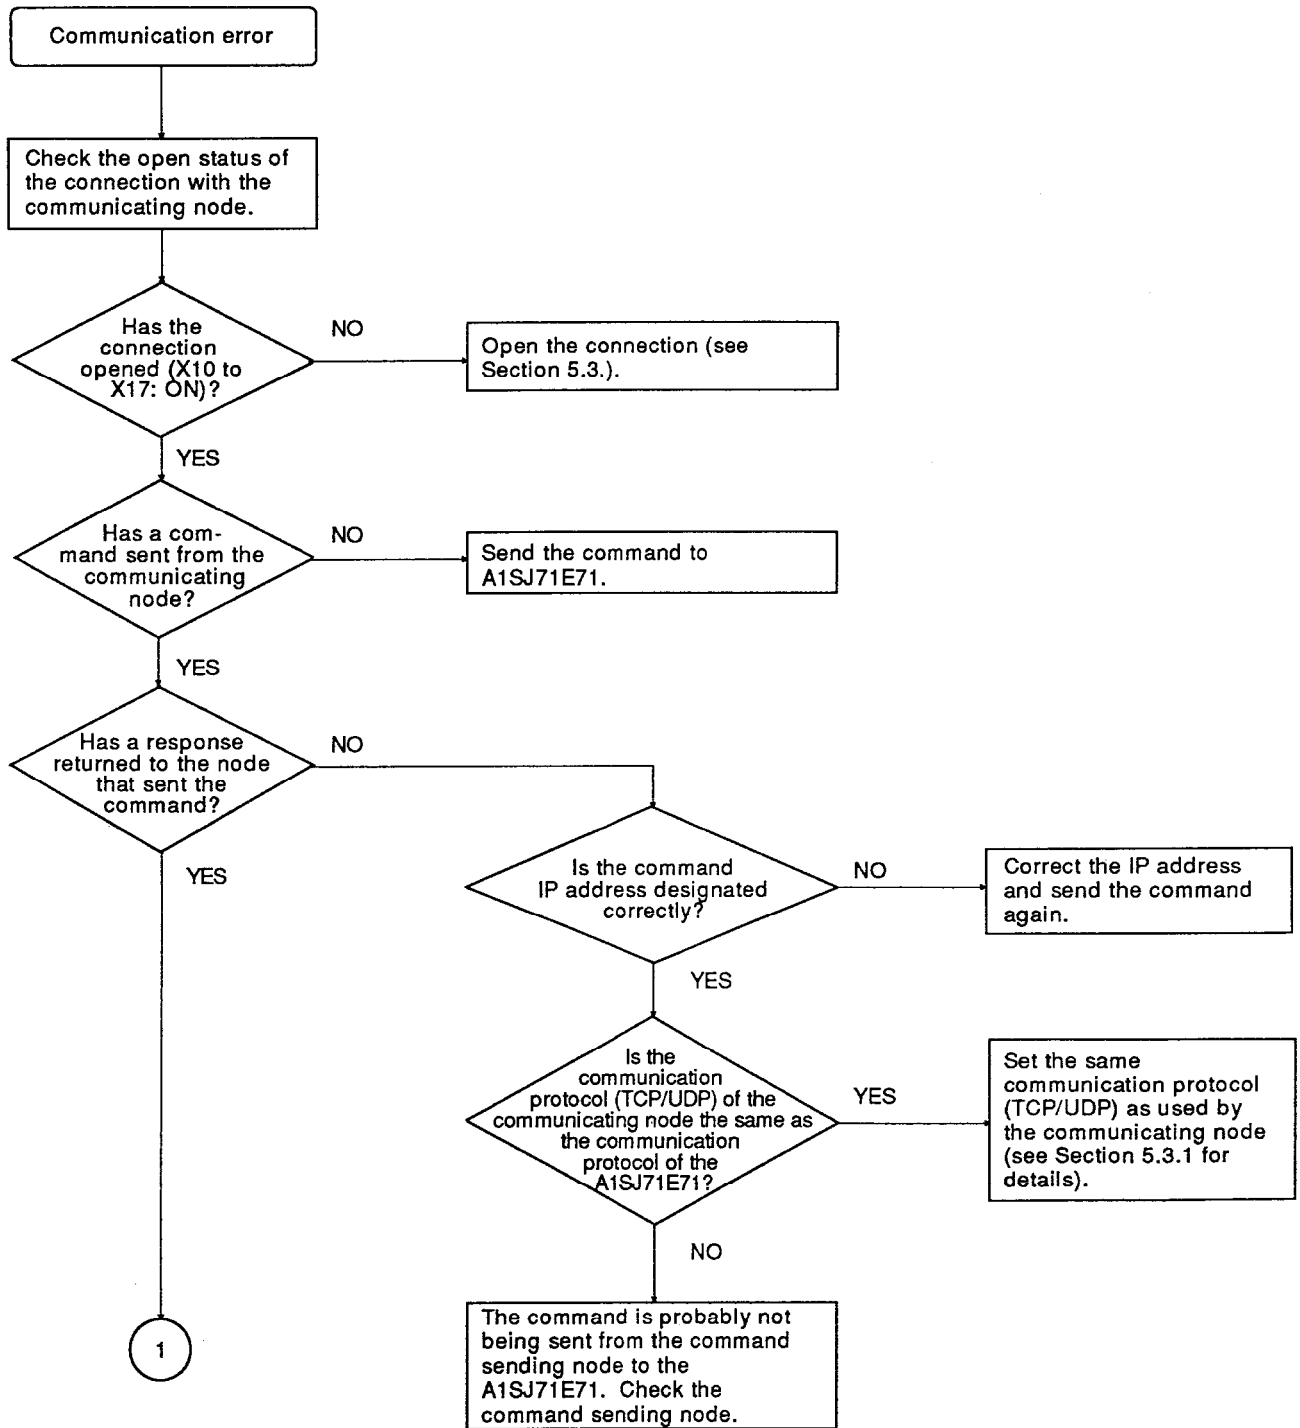 Communication error
Check the open status of
the connection with the
communicating node.
Has the
connection
opened (X10 to
X17: ON)?
NO
Open the connection (see
Section 5.3.).
YES
Has a com-
mand sent from the
communicating
node?
NO
Send the command to
A1SJ71E71.
YES
Has a response
returned to the node
that sent the
command?
NO
YES
Is the command
IP address designated
correctly?
NO
Correct the IP address
and send the command
again.
YES
Is the
communication
protocol (TCP/UDP) of the
communicating node the same as
the communication
protocol of the
A1SJ71E71?
YES
Set the same
communication protocol
(TCP/UDP) as used by
the communicating node
(see Section 5.3.1 for
details).
NO
The command is probably not
being sent from the command
sending node to the
A1SJ71E71. Check the
command sending node.
1